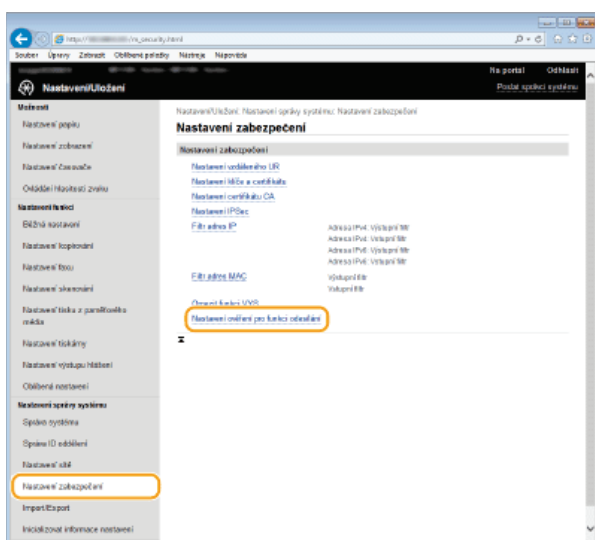 http://
/m_security.html
Soubor Úpravy Zobrazit Oblíbené položky Nástroje Nápověda
Na portál Odhlásit
Nastavení/Uložení
Poslat správci systému
Možnosti
Nastavení papíru
Nastavení zobrazení
Nastavení časovače
Ovládání hlasitosti zvuku
Nastavení funkcí
Běžná nastavení
Nastavení kopírování
Nastavení faxu
Nastavení skenování
Nastavení tisku z paměťového
média
Nastavení tiskárny
Nastavení výstupu hlášení
Oblíbená nastavení
Nastavení správy systému
Správa systému
Správa ID oddělení
Nastavení sítě
Nastavení zabezpečení
Import/Export
Inicializovat informace nastavení
Nastavení/Uložení: Nastavení správy systému: Nastavení zabezpečení
Nastavení zabezpečení
Nastavení zabezpečení
Nastavení vzdáleného UR
Nastavení klíče a certifikátu
Nastavení certifikátu CA
Nastavení IPSec
Filtr adres IP
Adresa IPv4: Výstupní filtr
Adresa IPv4: Vstupní filtr
Adresa IPv6: Výstupní filtr
Adresa IPv6: Vstupní filtr
Filtr adres MAC
Výstupní filtr
Vstupní filtr
Omezit funkci VYS
Nastavení ověření pro funkci odesílání